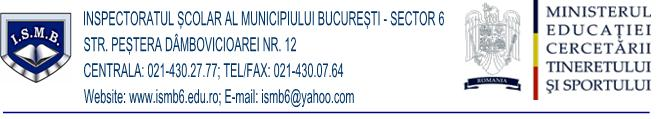 I.S.M.B.
INSPECTORATUL ȘCOLAR AL MUNICIPIULUI BUCUREȘTI - SECTOR 6
STR. PEȘTERA DÂMBOVICIOAREI NR. 12
CENTRALA: 021-430.27.77; TEL/FAX: 021-430.07.64
Website: www.ismb6.edu.ro; E-mail: ismb6@yahoo.com
ROMANIA
MINISTERUL
EDUCAȚIEI
CERCETĂRII
TINERETULUI
ȘI SPORTULUI